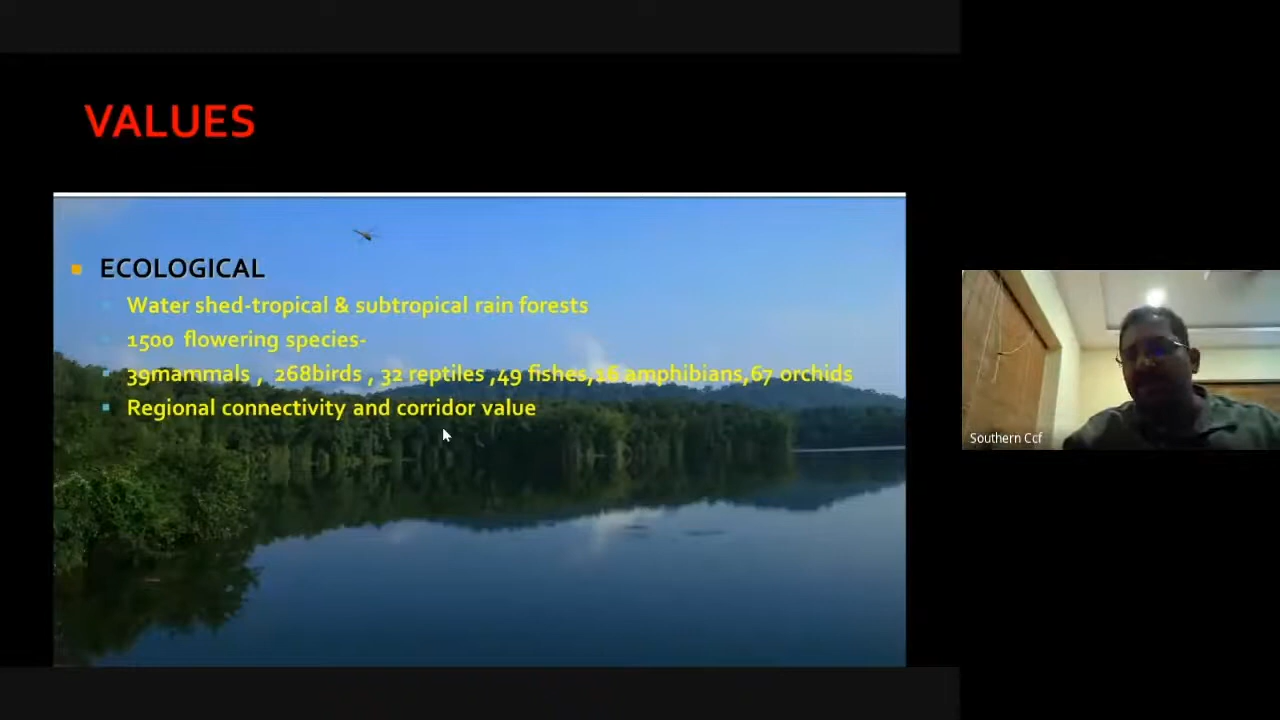 VALUES
ECOLOGICAL
Water shed-tropical & subtropical rain forests
1500 flowering species-
39mammals , 268birds , 32 reptiles ,49 fishes,16 amphibians,67 orchids
Regional connectivity and corridor value
Southern Ccf